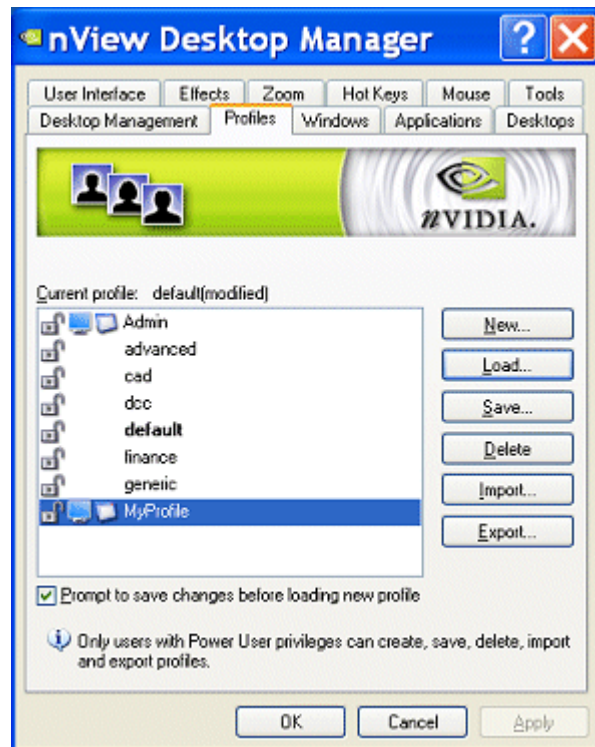 nView Desktop Manager
User Interface Effects Zoom Hot Keys Mouse Tools
Desktop Management Profiles Windows Applications Desktops
nVIDIA.
Current profile: default(modified)
Admin
advanced
cad
dcc
default
finance
generic
MyProfile
New...
Load...
Save...
Delete
Import...
Export...
Prompt to save changes before loading new profile
Only users with Power User privileges can create, save, delete, import
and export profiles.
OK Cancel Apply